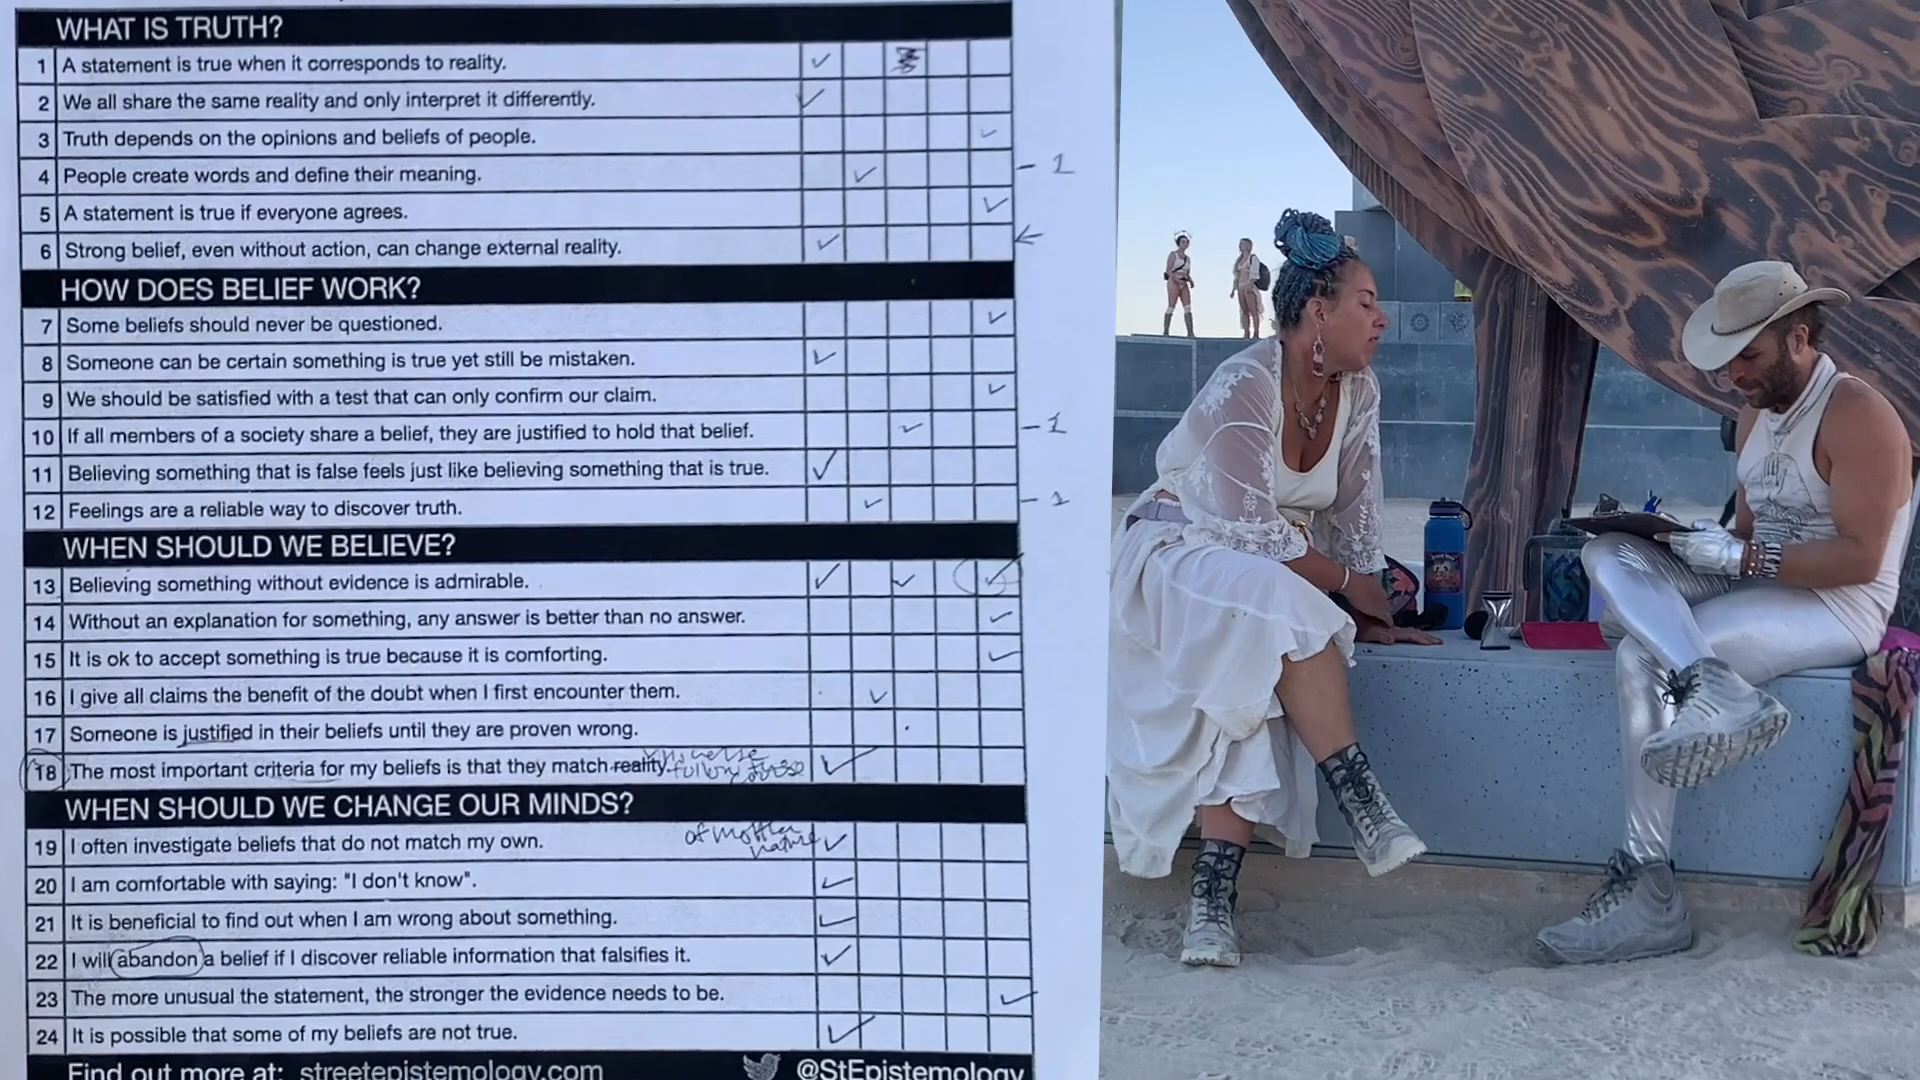 WHAT IS TRUTH?
1 A statement is true when it corresponds to reality.
2 We all share the same reality and only interpret it differently.
3 Truth depends on the opinions and beliefs of people.
4 People create words and define their meaning. - 1
5 A statement is true if everyone agrees.
6 Strong belief, even without action, can change external reality.
HOW DOES BELIEF WORK?
7 Some beliefs should never be questioned.
8 Someone can be certain something is true yet still be mistaken.
9 We should be satisfied with a test that can only confirm our claim.
10 If all members of a society share a belief, they are justified to hold that belief. - 1
11 Believing something that is false feels just like believing something that is true.
12 Feelings are a reliable way to discover truth. - 1
WHEN SHOULD WE BELIEVE?
13 Believing something without evidence is admirable.
14 Without an explanation for something, any answer is better than no answer.
15 It is ok to accept something is true because it is comforting.
16 I give all claims the benefit of the doubt when I first encounter them.
17 Someone is justified in their beliefs until they are proven wrong.
18 The most important criteria for my beliefs is that they match reality.
WHEN SHOULD WE CHANGE OUR MINDS?
of mother
nature
19 I often investigate beliefs that do not match my own.
20 I am comfortable with saying: "I don't know".
21 It is beneficial to find out when I am wrong about something.
22 I will abandon a belief if I discover reliable information that falsifies it.
23 The more unusual the statement, the stronger the evidence needs to be.
24 It is possible that some of my beliefs are not true.
Find out more at: streetepistemology.com @StEpistemology